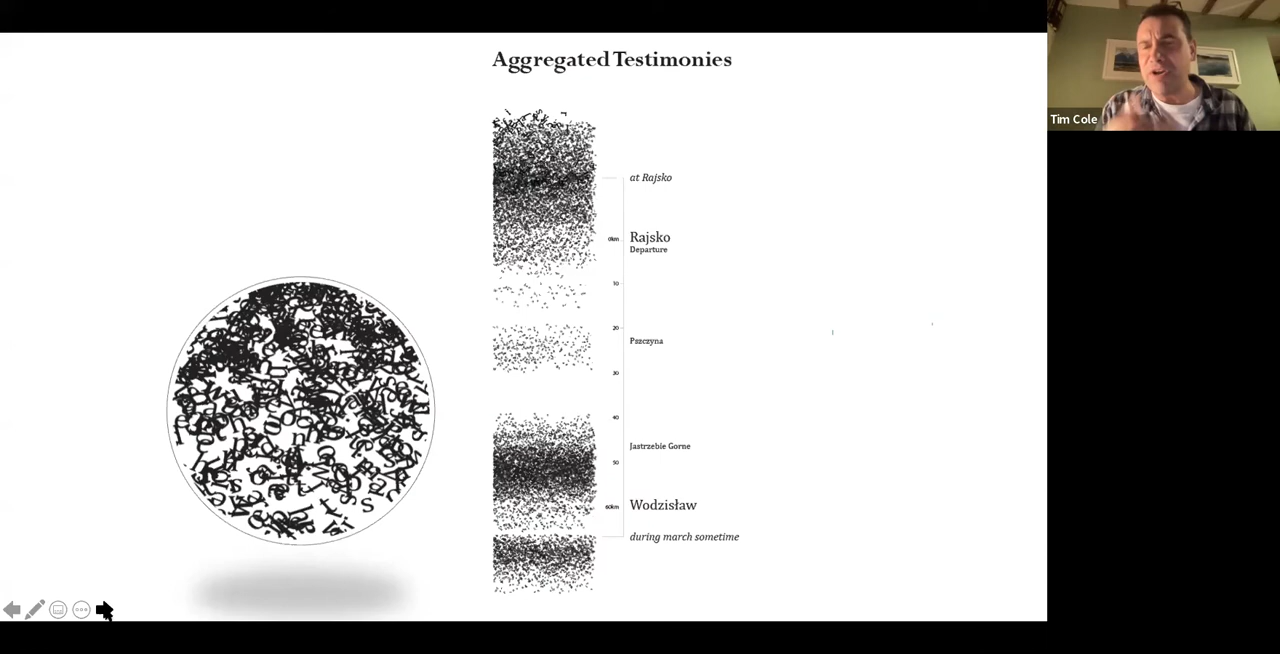 Aggregated Testimonies
Tim Cole
at Rajsko
0km
Rajsko
Departure
10
20
Pszczyna
30
40
Jastrzebie Gorne
50
60km
Wodzisław
during march sometime